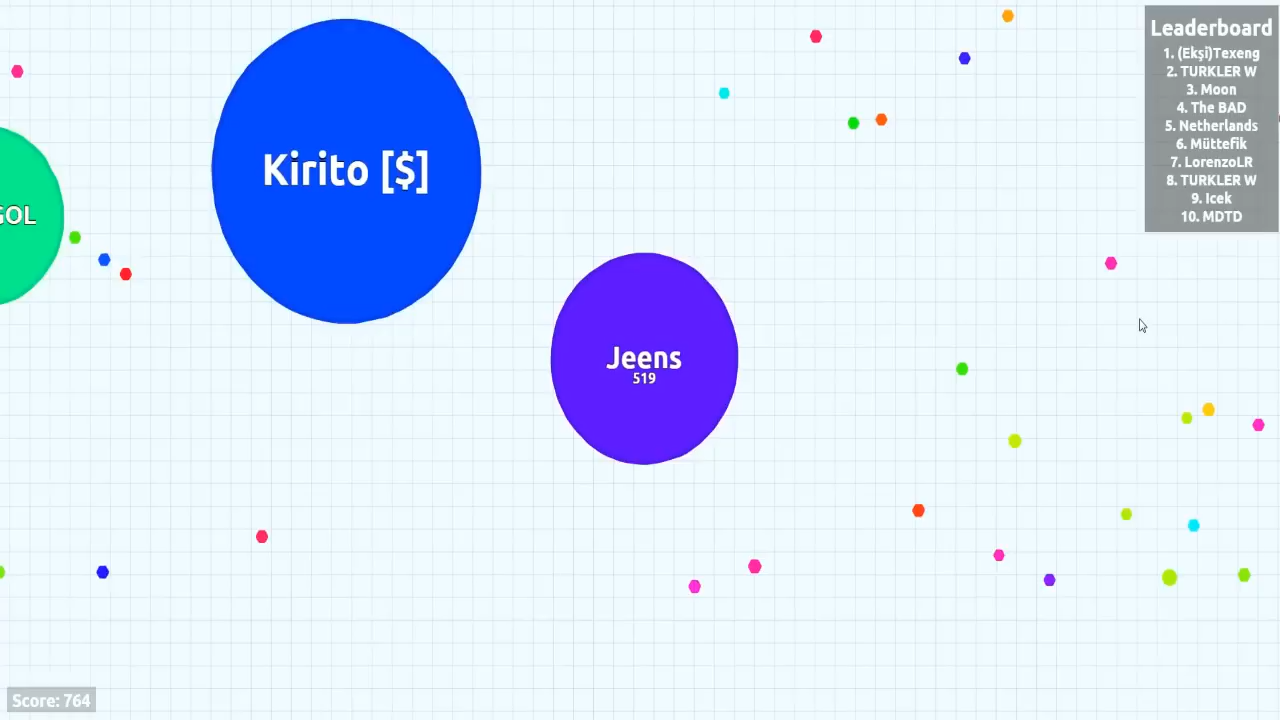 Leaderboard
1. (Ekşi)Texeng
2. TURKLER W
3. Moon
4. The BAD
5. Netherlands
6. Müttefik
7. LorenzoLR
8. TURKLER W
9. Icek
10. MDTD
Kirito [$]
GOL
Jeens
519
Score: 764